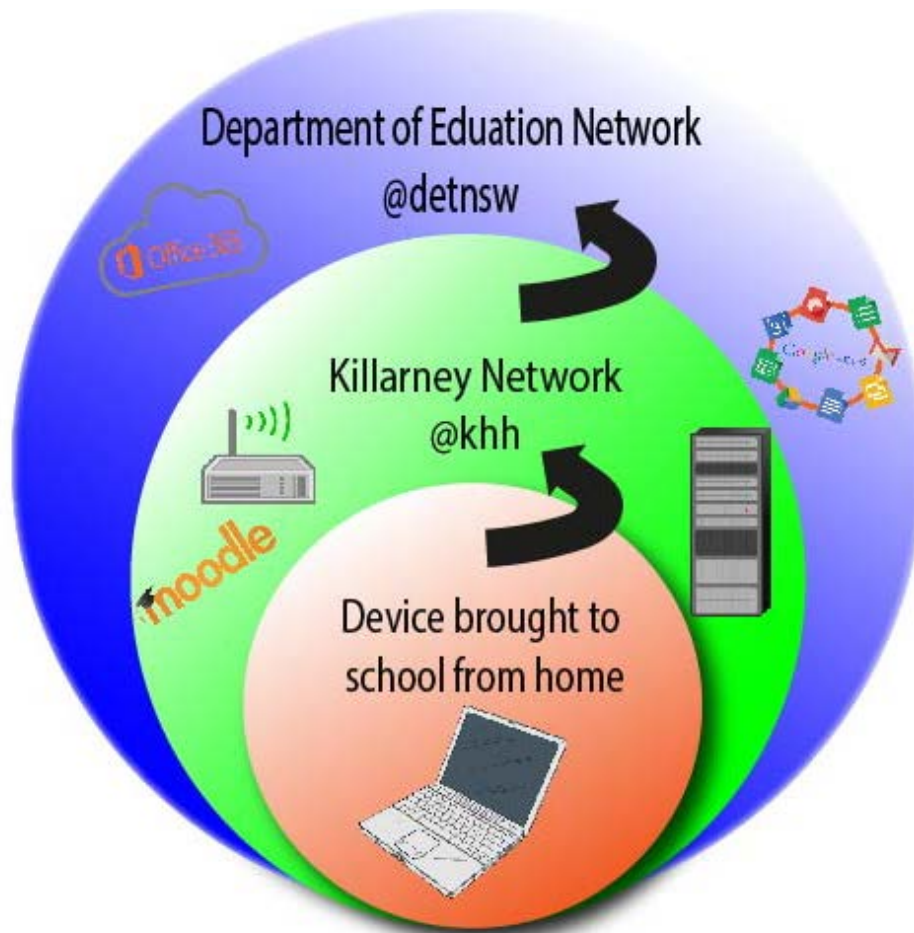 Department of Eduation Network
@detnsw
Office 365
Killarney Network
@khh
moodle
Device brought to
school from home